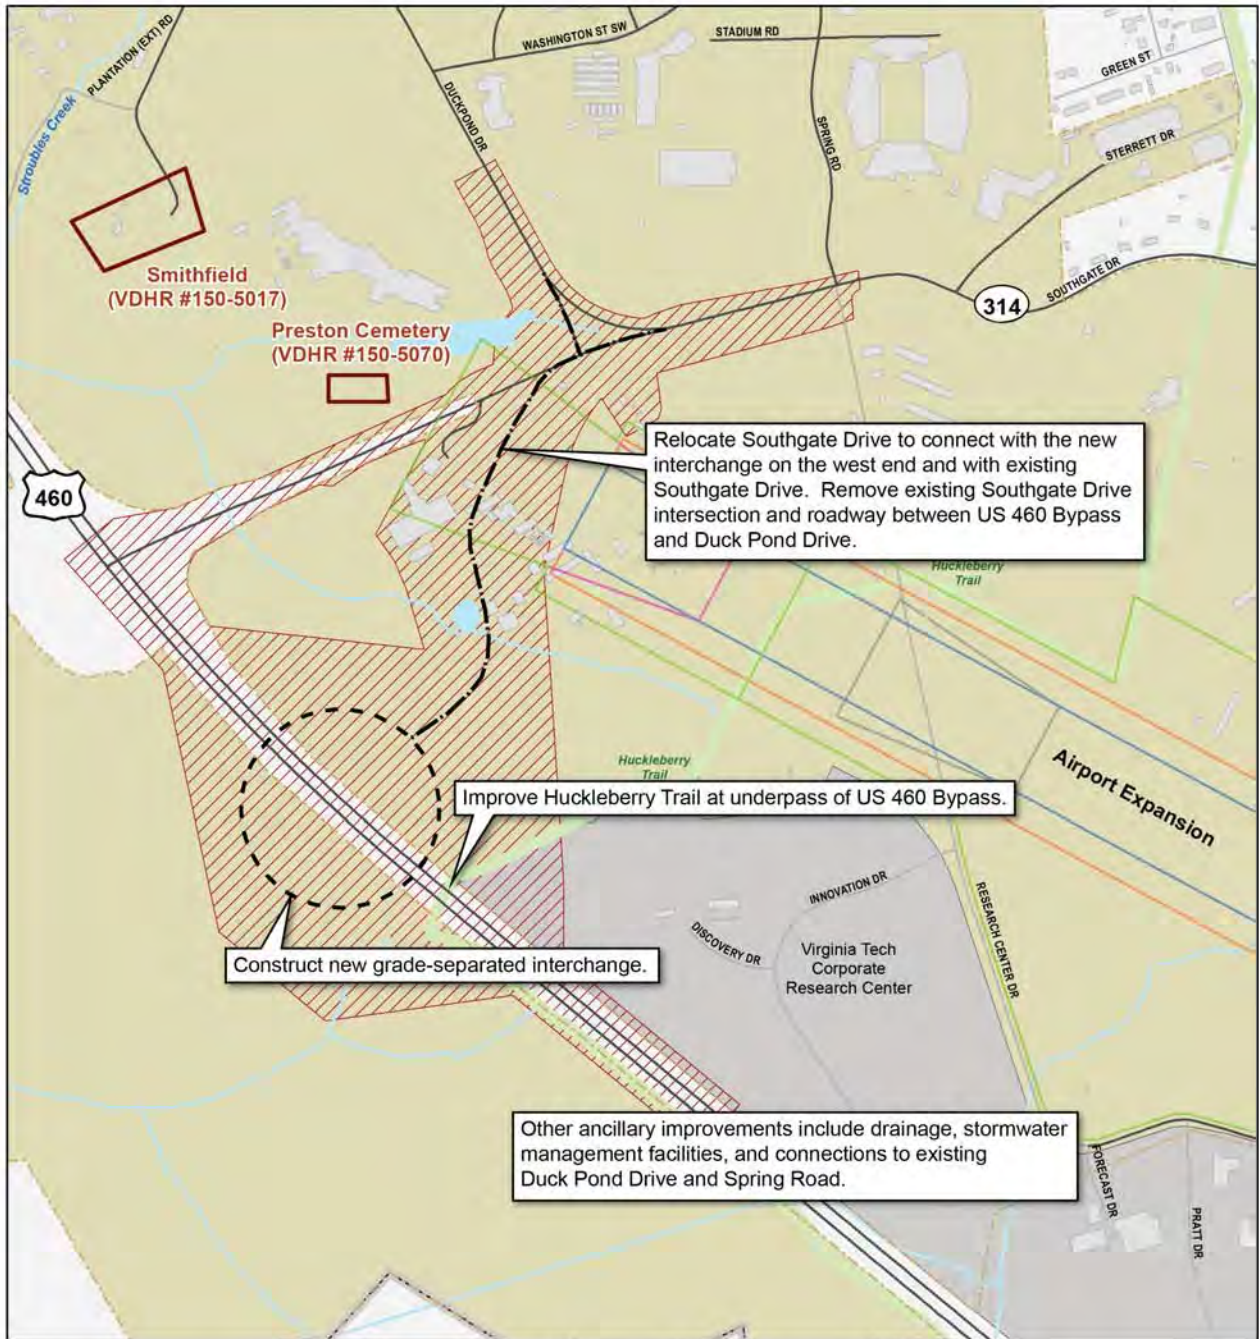 PLANTATION (EXT) RD
WASHINGTON ST SW
STADIUM RD
GREEN ST
Stroubles Creek
DUCKPOND DR
SPRING RD
STERRETT DR
Smithfield
(VDHR #150-5017)
SOUTHGATE DR
314
Preston Cemetery
(VDHR #150-5070)
460
Relocate Southgate Drive to connect with the new
interchange on the west end and with existing
Southgate Drive. Remove existing Southgate Drive
intersection and roadway between US 460 Bypass
and Duck Pond Drive.
Huckleberry
Trail
Huckleberry
Trail
Airport Expansion
Improve Huckleberry Trail at underpass of US 460 Bypass.
INNOVATION DR
RESEARCH CENTER DR
DISCOVERY DR
Virginia Tech
Corporate
Research Center
Construct new grade-separated interchange.
Other ancillary improvements include drainage, stormwater
management facilities, and connections to existing
Duck Pond Drive and Spring Road.
FORECAST DR
PRATT DR